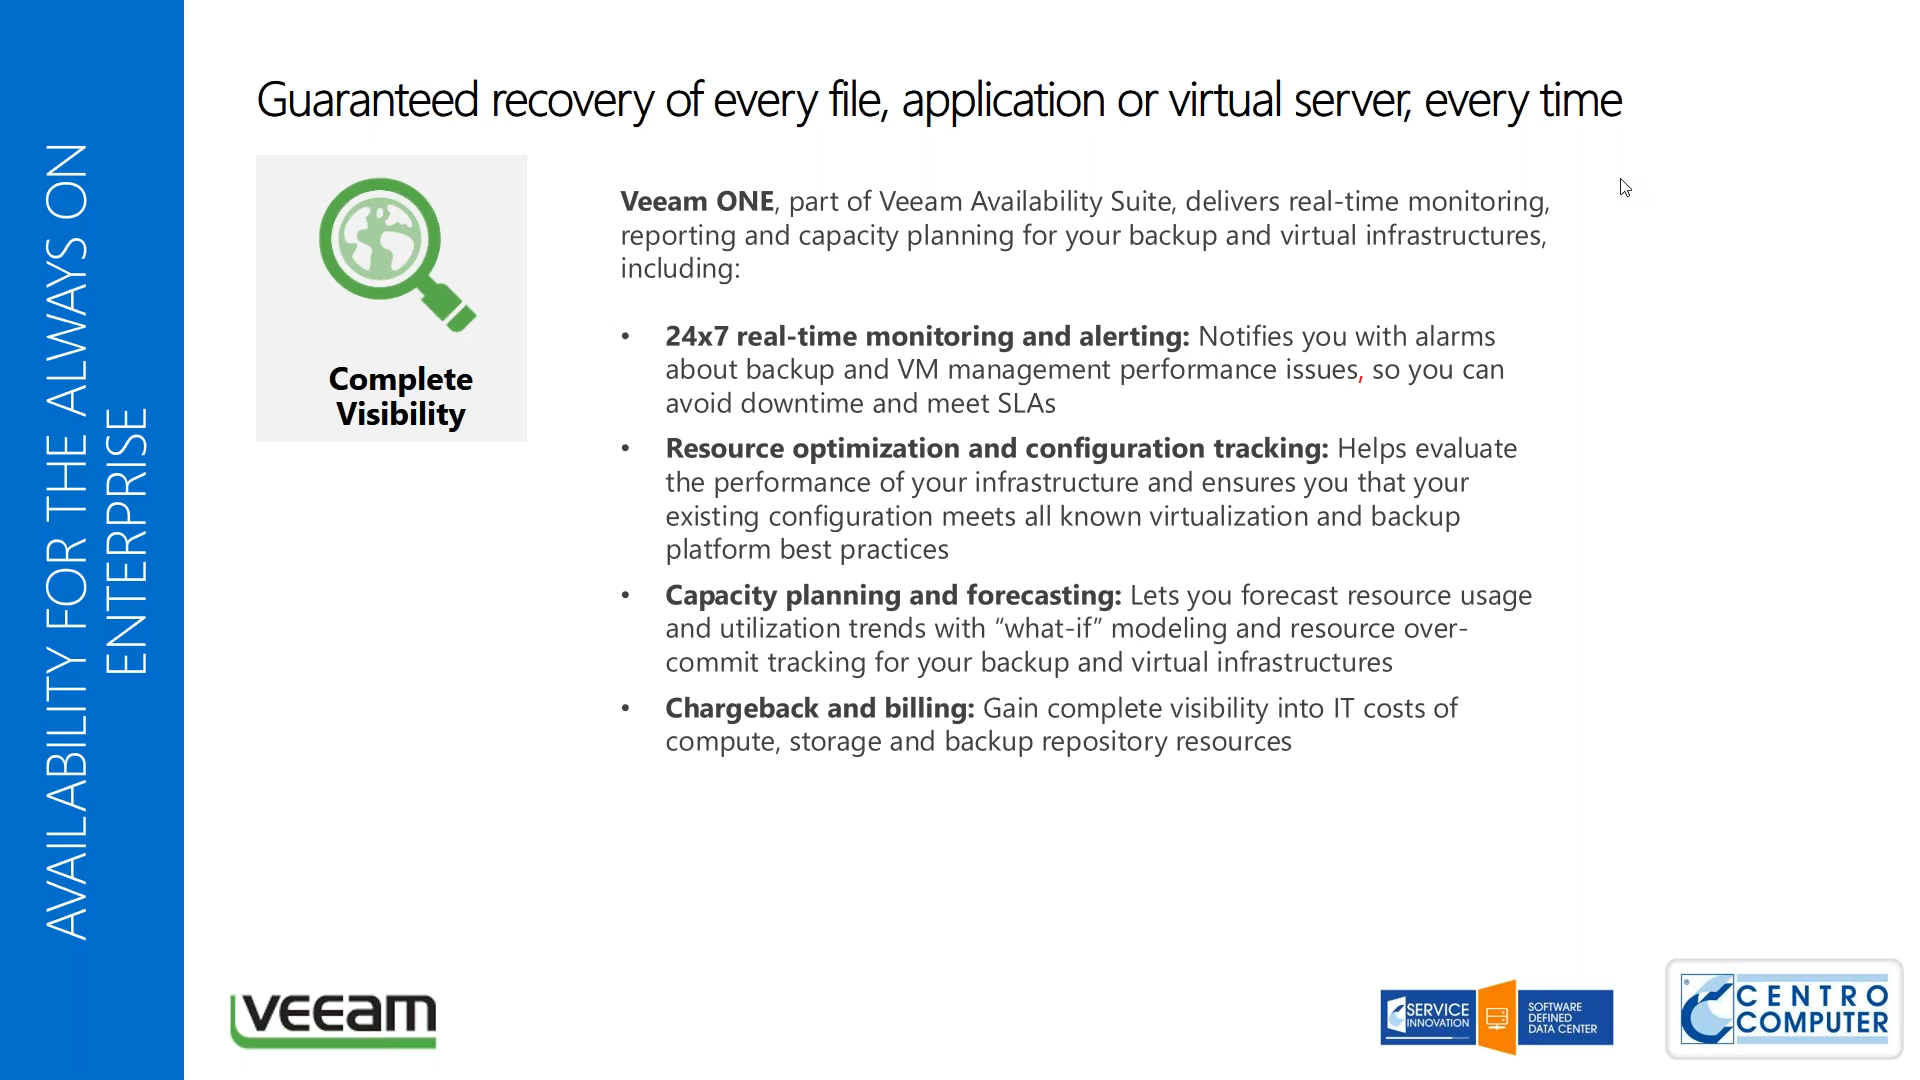 AVAILABILITY FOR THE ALWAYS ON
ENTERPRISE
Guaranteed recovery of every file, application or virtual server, every time
Complete
Visibility
Veeam ONE, part of Veeam Availability Suite, delivers real-time monitoring,
reporting and capacity planning for your backup and virtual infrastructures,
including:
• 24x7 real-time monitoring and alerting: Notifies you with alarms
about backup and VM management performance issues, so you can
avoid downtime and meet SLAs
• Resource optimization and configuration tracking: Helps evaluate
the performance of your infrastructure and ensures you that your
existing configuration meets all known virtualization and backup
platform best practices
• Capacity planning and forecasting: Lets you forecast resource usage
and utilization trends with “what-if” modeling and resource over-
commit tracking for your backup and virtual infrastructures
• Chargeback and billing: Gain complete visibility into IT costs of
compute, storage and backup repository resources
veeam
SERVICE
INNOVATION
SOFTWARE
DEFINED
DATA CENTER
®
CENTRO
COMPUTER